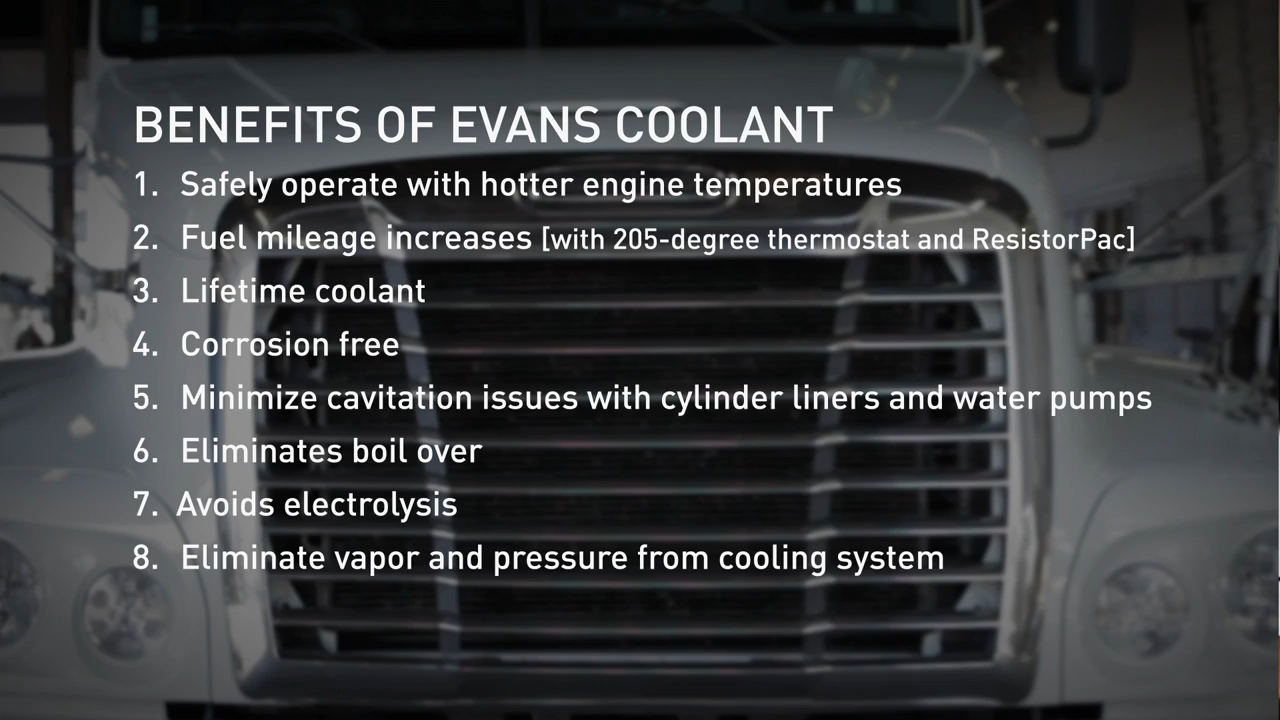 BENEFITS OF EVANS COOLANT
1. Safely operate with hotter engine temperatures
2. Fuel mileage increases [with 205-degree thermostat and ResistorPac]
3. Lifetime coolant
4. Corrosion free
5. Minimize cavitation issues with cylinder liners and water pumps
6. Eliminates boil over
7. Avoids electrolysis
8. Eliminate vapor and pressure from cooling system